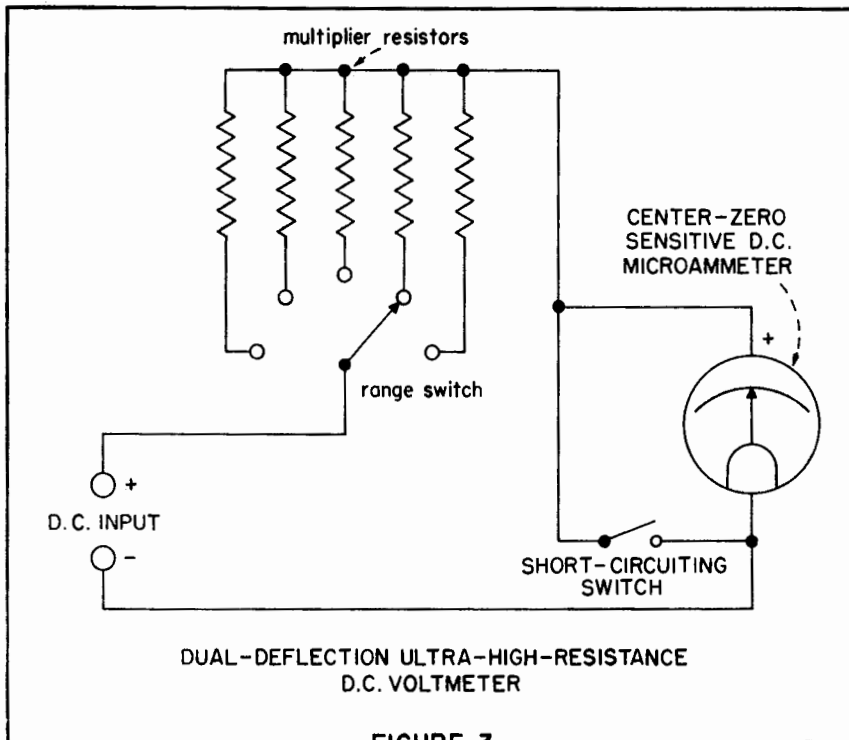 multiplier resistors
CENTER-ZERO
SENSITIVE D.C.
MICROAMMETER
+
range switch
+
D.C. INPUT
-
SHORT-CIRCUITING
SWITCH
DUAL-DEFLECTION ULTRA-HIGH-RESISTANCE
D.C. VOLTMETER